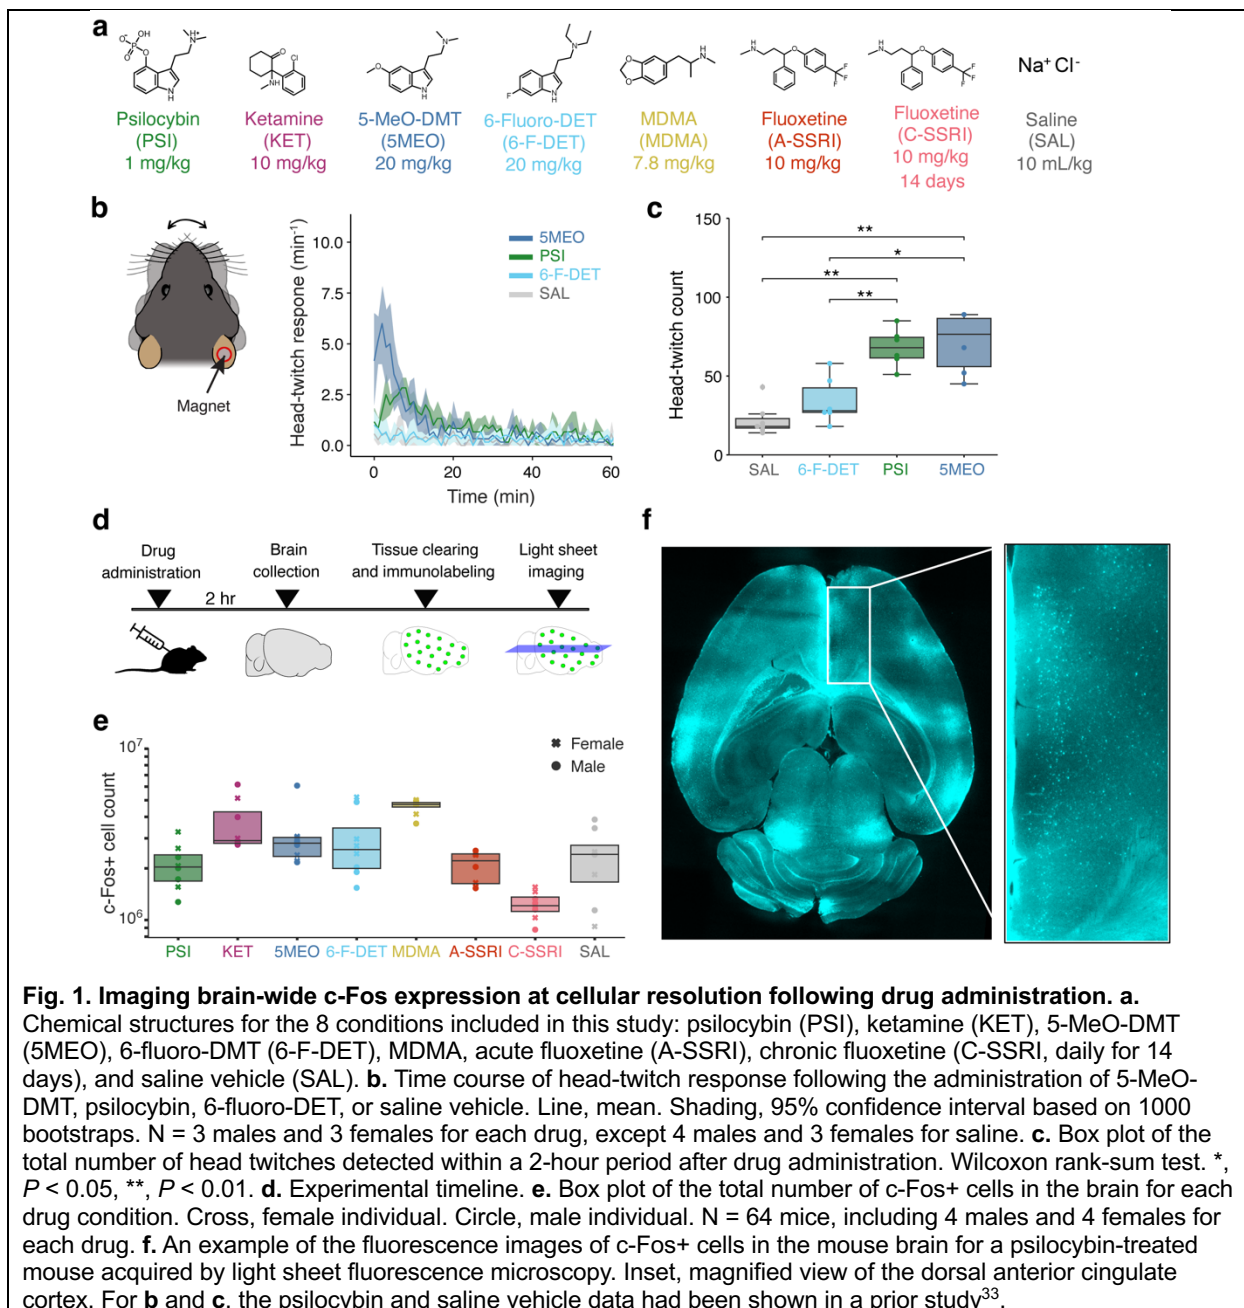 a
O⁻
OH
P
O
O
H
N⁺
N
H
Psilocybin
(PSI)
1 mg/kg
O
Cl
NH
Ketamine
(KET)
10 mg/kg
N
O
N
H
5-MeO-DMT
(5MEO)
20 mg/kg
N
F
N
H
6-Fluoro-DET
(6-F-DET)
20 mg/kg
O
O
H
N
MDMA
(MDMA)
7.8 mg/kg
H
N
O
F
F
F
Fluoxetine
(A-SSRI)
10 mg/kg
H
N
O
F
F
F
Fluoxetine
(C-SSRI)
10 mg/kg
14 days
Na⁺ Cl⁻
Saline
(SAL)
10 mL/kg
b
Magnet
Head-twitch respone (min⁻¹)
10.0
7.5
5.0
2.5
0.0
0 20 40 60
Time (min)
5MEO
PSI
6-F-DET
SAL
c
Head-twitch count
150
100
50
0
**
*
**
**
SAL 6-F-DET PSI 5MEO
d
Drug
administration
2 hr
Brain
collection
Tissue clearing
and immunolabeling
Light sheet
imaging
e
c-Fos+ cell count
10⁷
10⁶
Female
Male
PSI KET 5MEO 6-F-DET MDMA A-SSRI C-SSRI SAL
f
Fig. 1. Imaging brain-wide c-Fos expression at cellular resolution following drug administration. a.
Chemical structures for the 8 conditions included in this study: psilocybin (PSI), ketamine (KET), 5-MeO-DMT
(5MEO), 6-fluoro-DMT (6-F-DET), MDMA, acute fluoxetine (A-SSRI), chronic fluoxetine (C-SSRI, daily for 14
days), and saline vehicle (SAL). b. Time course of head-twitch response following the administration of 5-MeO-
DMT, psilocybin, 6-fluoro-DET, or saline vehicle. Line, mean. Shading, 95% confidence interval based on 1000
bootstraps. N = 3 males and 3 females for each drug, except 4 males and 3 females for saline. c. Box plot of the
total number of head twitches detected within a 2-hour period after drug administration. Wilcoxon rank-sum test. *,
P < 0.05, **, P < 0.01. d. Experimental timeline. e. Box plot of the total number of c-Fos+ cells in the brain for each
drug condition. Cross, female individual. Circle, male individual. N = 64 mice, including 4 males and 4 females for
each drug. f. An example of the fluorescence images of c-Fos+ cells in the mouse brain for a psilocybin-treated
mouse acquired by light sheet fluorescence microscopy. Inset, magnified view of the dorsal anterior cingulate
cortex. For b and c, the psilocybin and saline vehicle data had been shown in a prior study³³.